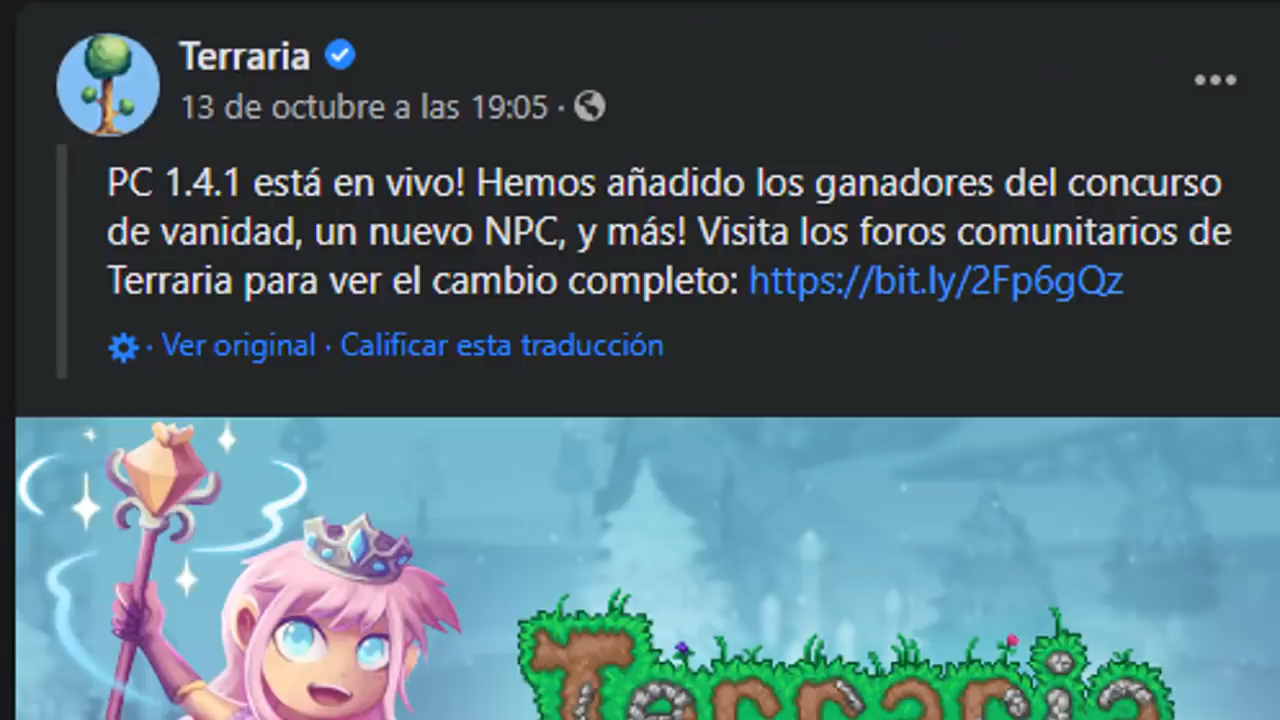 Terraria
13 de octubre a las 19:05 ·
PC 1.4.1 está en vivo! Hemos añadido los ganadores del concurso
de vanidad, un nuevo NPC, y más! Visita los foros comunitarios de
Terraria para ver el cambio completo: https://bit.ly/2Fp6gQz
· Ver original · Calificar esta traducción
Terraria